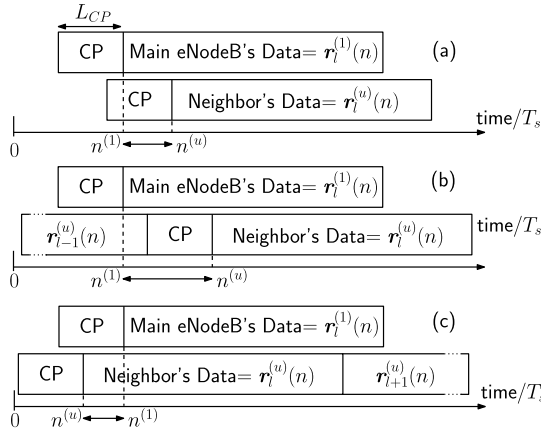 L_{CP}
CP Main eNodeB's Data= r_l^{(1)}(n) (a)
CP Neighbor's Data= r_l^{(u)}(n)
time/T_s
0 n^{(1)} n^{(u)}
CP Main eNodeB's Data= r_l^{(1)}(n) (b)
r_{l-1}^{(u)}(n) CP Neighbor's Data= r_l^{(u)}(n) time/T_s
0 n^{(1)} n^{(u)}
CP Main eNodeB's Data= r_l^{(1)}(n) (c)
CP Neighbor's Data= r_l^{(u)}(n) r_{l+1}^{(u)}(n)
time/T
0 n^{(u)} n^{(1)}